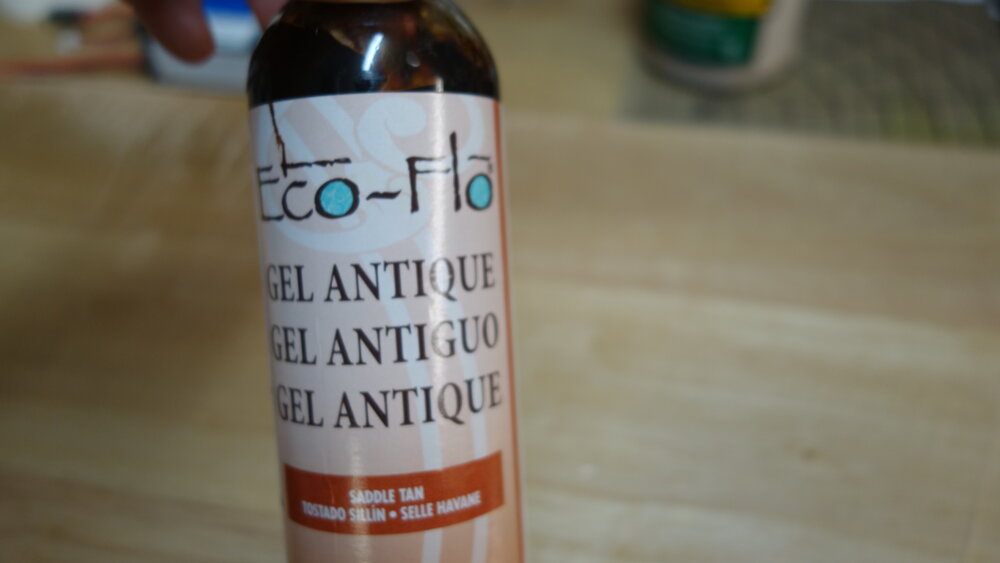 Eco-Flo
GEL ANTIQUE
GEL ANTIGUO
GEL ANTIQUE
SADDLE TAN
TOSTADO SILLÍN • SELLE HAVANE